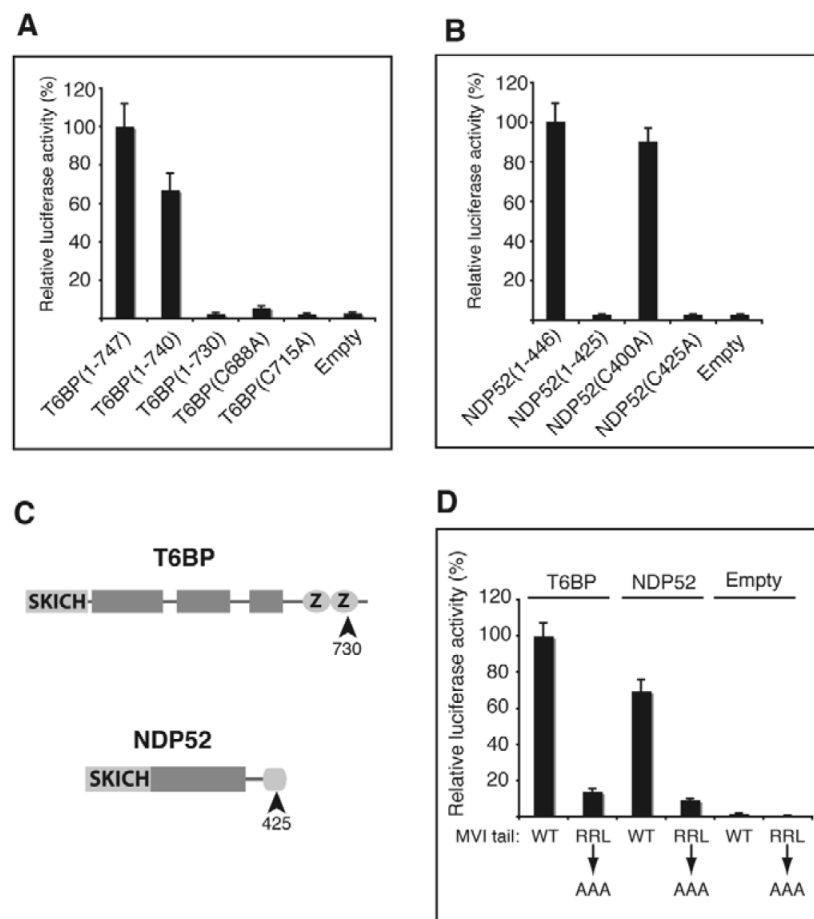 A
Relative luciferase activity (%)
120
100
80
60
40
20
T6BP(1-747)
T6BP(1-740)
T6BP(1-730)
T6BP(C688A)
T6BP(C715A)
Empty
B
Relative luciferase activity (%)
120
100
80
60
40
20
NDP52(1-446)
NDP52(1-425)
NDP52(C400A)
NDP52(C425A)
Empty
C
T6BP
SKICH
Z
Z
730
NDP52
SKICH
425
D
Relative luciferase activity (%)
T6BP
NDP52
Empty
120
100
80
60
40
20
MVI tail: WT RRL WT RRL WT RRL
AAA AAA AAA